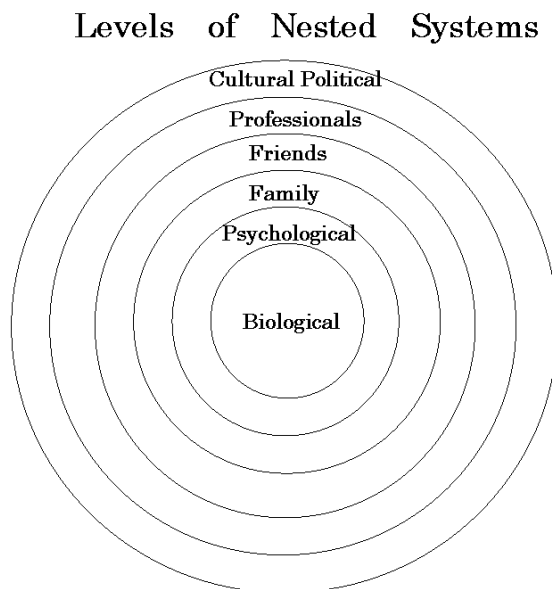 Levels of Nested Systems
Cultural Political
Professionals
Friends
Family
Psychological
Biological